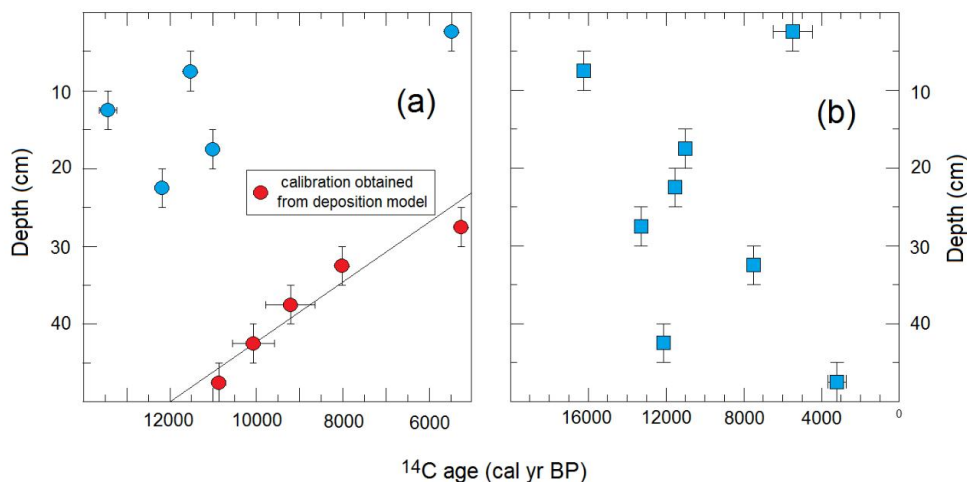 (a)
(b)
Depth (cm)
10
20
30
40
calibration obtained
from deposition model
12000
10000
8000
6000
16000
12000
8000
4000
0
10
20
30
40
Depth (cm)
14C age (cal yr BP)